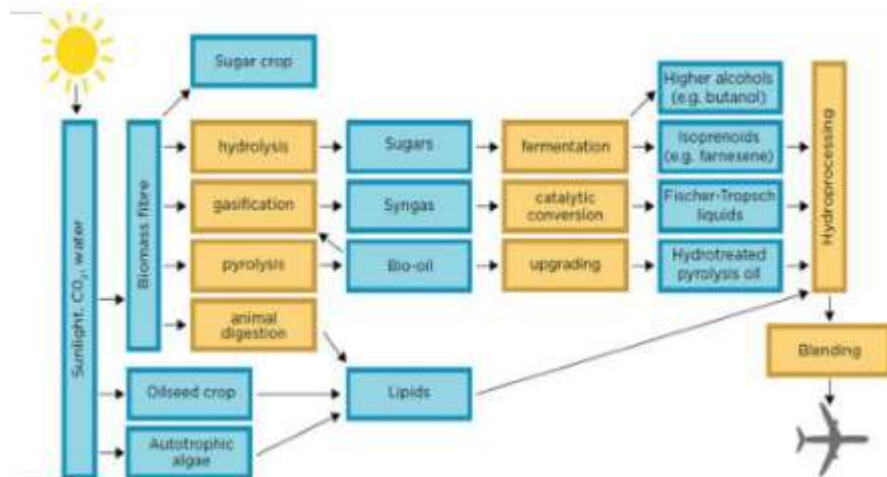 Sunlight, CO₂, water
Biomass fibre
Sugar crop
hydrolysis
gasification
pyrolysis
animal
digestion
Oilseed crop
Autotrophic
algae
Sugars
Syngas
Bio-oil
Lipids
fermentation
catalytic
conversion
upgrading
Higher alcohols
(e.g. butanol)
Isoprenoids
(e.g. farnesene)
Fischer-Tropsch
liquids
Hydrotreated
pyrolysis oil
Hydroprocessing
Blending